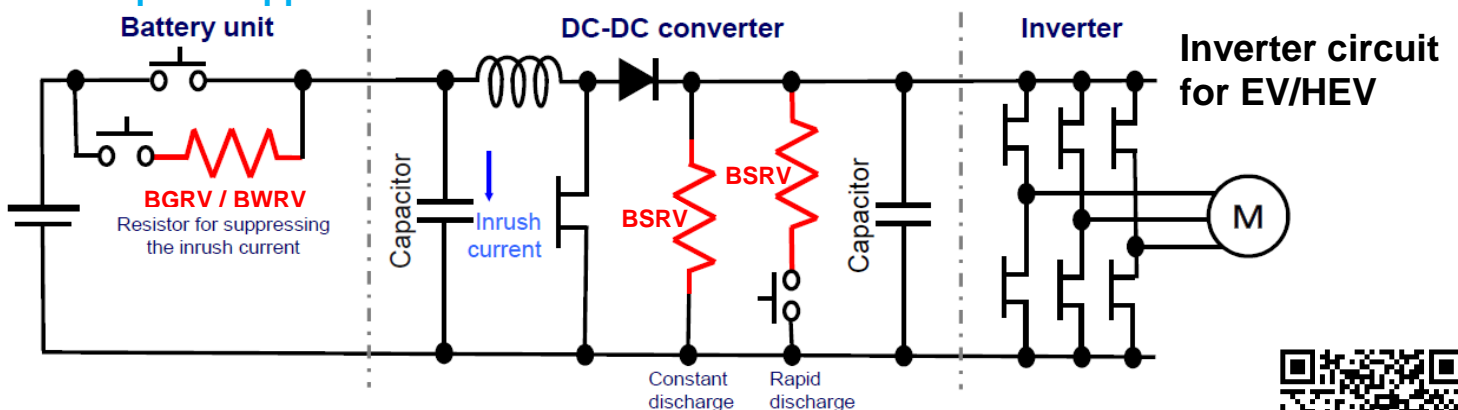 Battery unit
DC-DC converter
Inverter
Inverter circuit
for EV/HEV
BGRV / BWRV
Resistor for suppressing
the inrush current
Capacitor
Inrush
current
BSRV
BSRV
Capacitor
M
Constant
discharge
Rapid
discharge